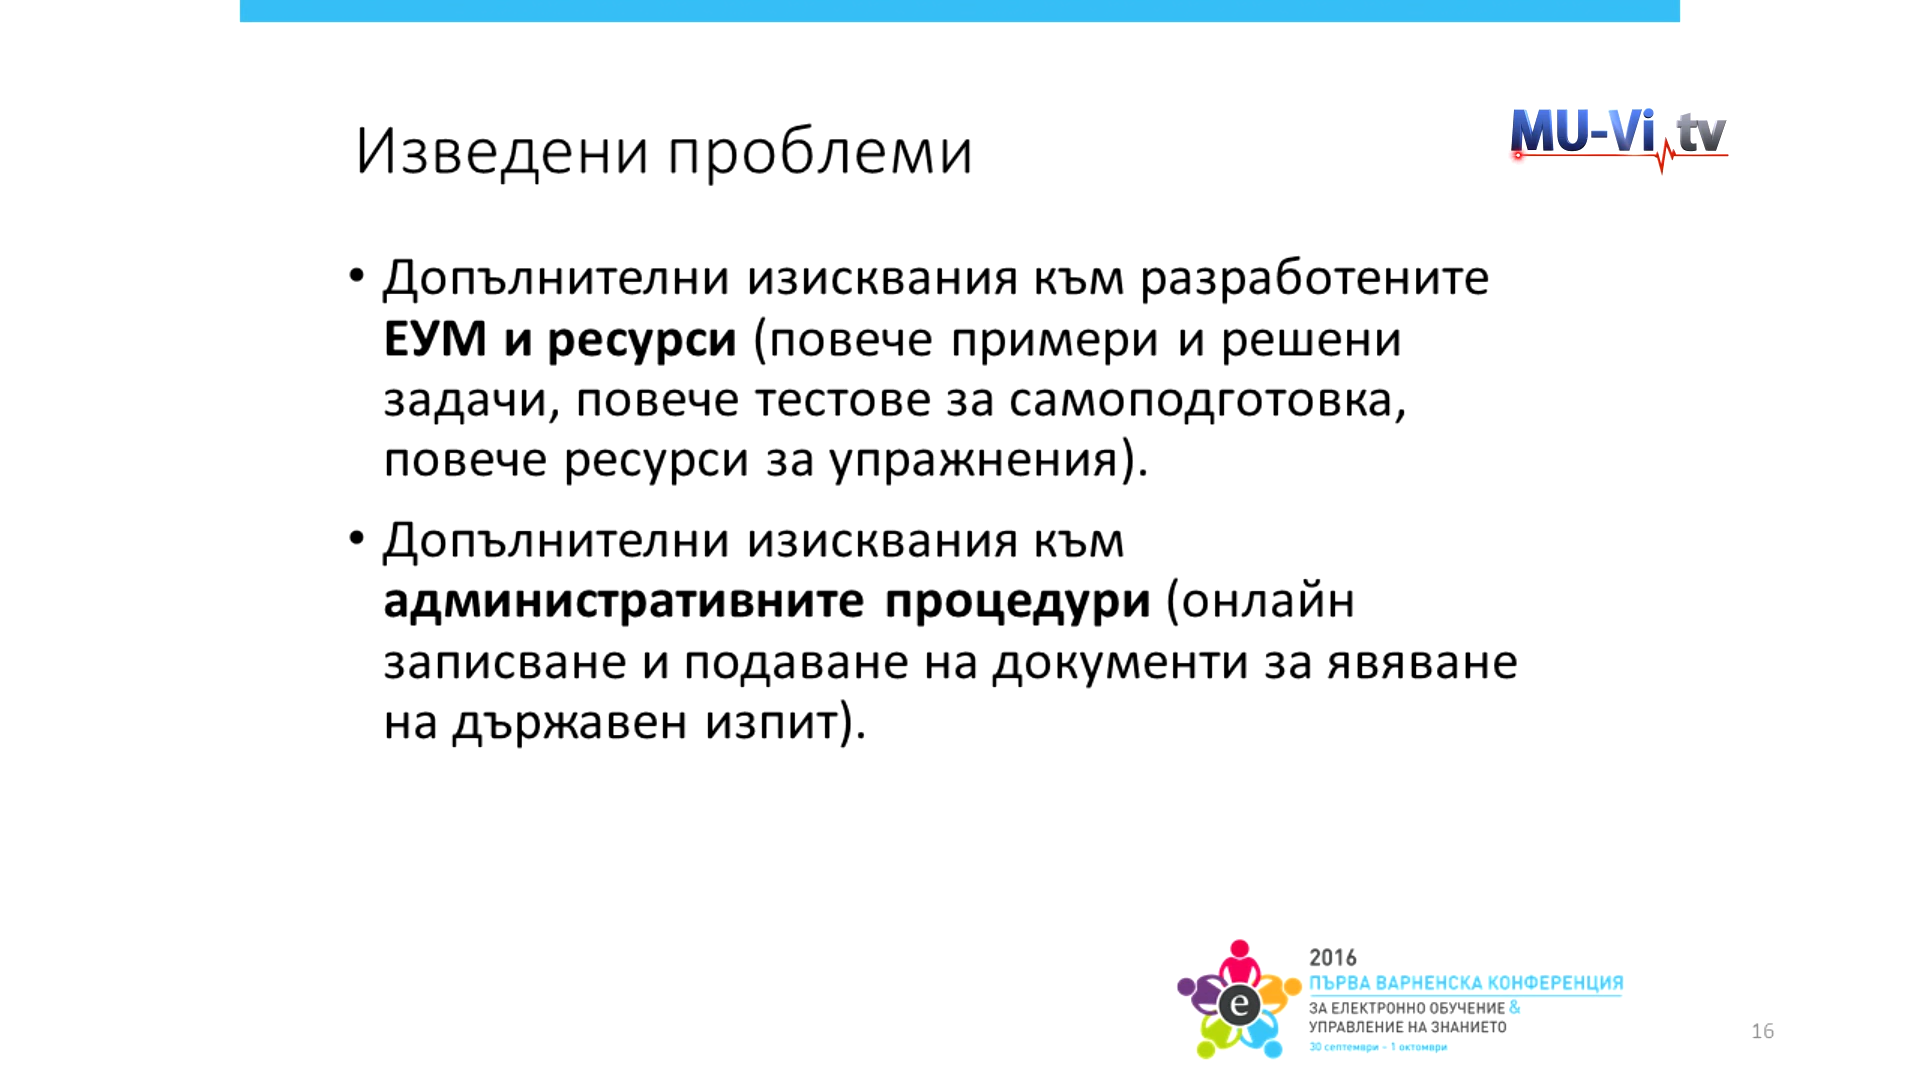 Изведени проблеми
MU-Vi tv
• Допълнителни изисквания към разработените
ЕУМ и ресурси (повече примери и решени
задачи, повече тестове за самоподготовка,
повече ресурси за упражнения).
• Допълнителни изисквания към
административните процедури (онлайн
записване и подаване на документи за явяване
на държавен изпит).
e
2016
ПЪРВА ВАРНЕНСКА КОНФЕРЕНЦИЯ
ЗА ЕЛЕКТРОННО ОБУЧЕНИЕ &
УПРАВЛЕНИЕ НА ЗНАНИЕТО
30 септември – 1 октомври
16